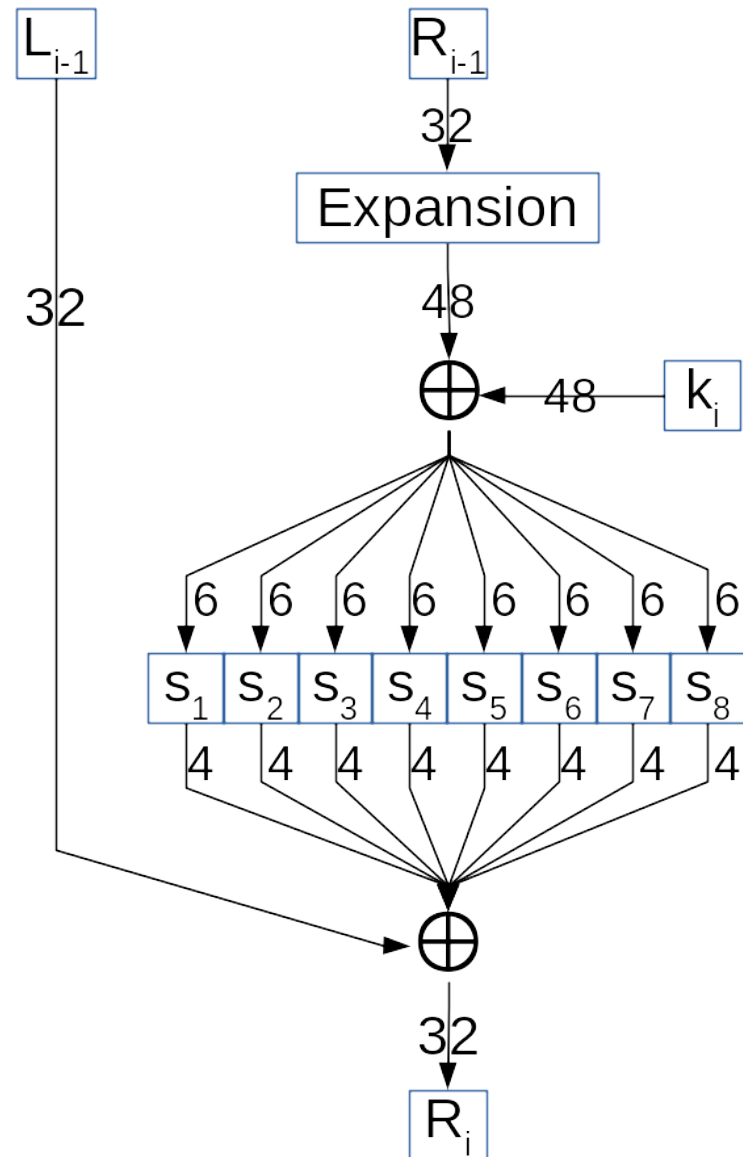 L_{i-1} R_{i-1}
32
Expansion
32
48
48 k_i
6 6 6 6 6 6 6 6
s_1 s_2 s_3 s_4 s_5 s_6 s_7 s_8
4 4 4 4 4 4 4 4
32
R_i